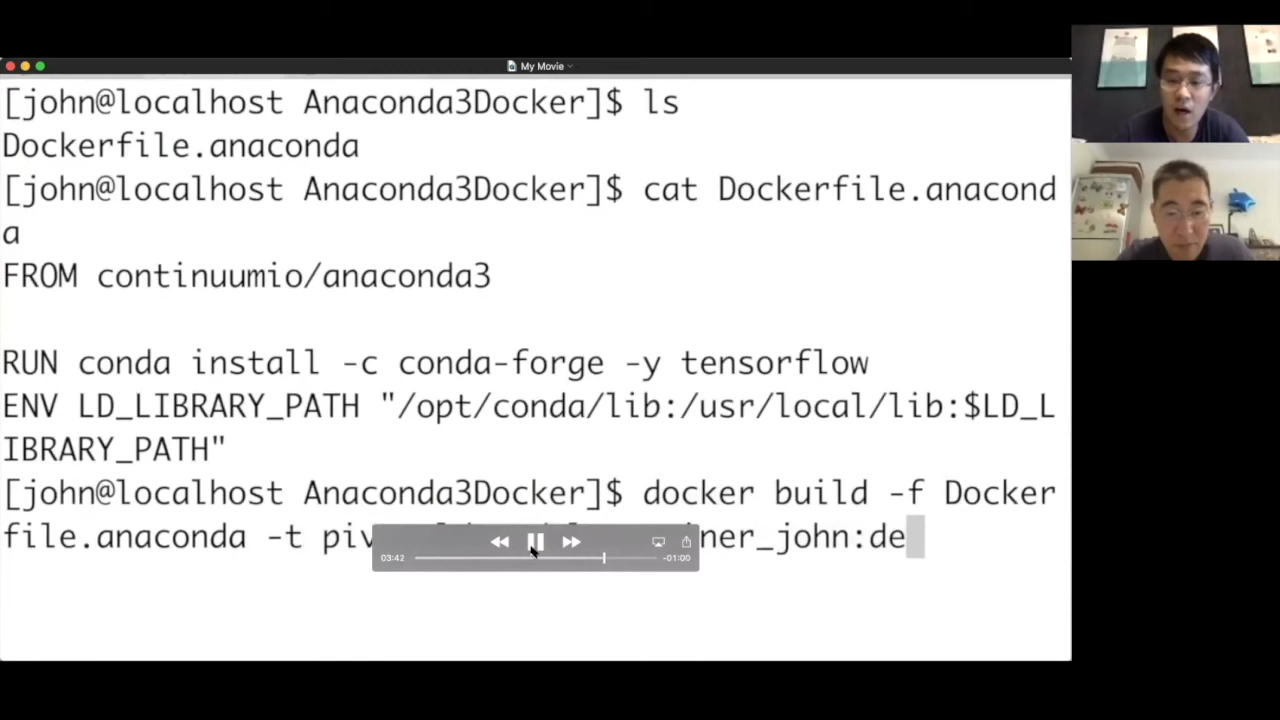 My Movie
[john@localhost Anaconda3Docker]$ ls
Dockerfile.anaconda
[john@localhost Anaconda3Docker]$ cat Dockerfile.anacond
a
FROM continuumio/anaconda3
RUN conda install -c conda-forge -y tensorflow
ENV LD_LIBRARY_PATH "/opt/conda/lib:/usr/local/lib:$LD_L
IBRARY_PATH"
[john@localhost Anaconda3Docker]$ docker build -f Docker
file.anaconda -t piv ner_john:de
03:42 -01:00